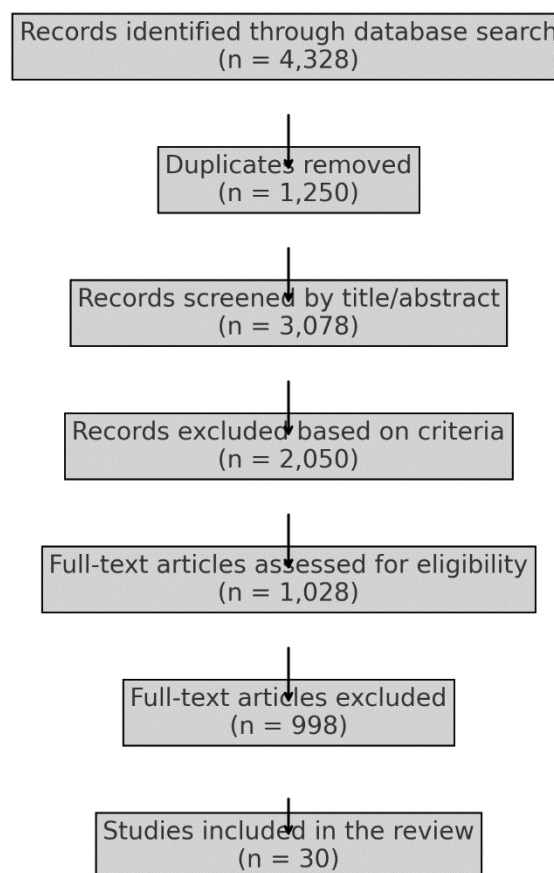 Records identified through database search
(n = 4,328)
Duplicates removed
(n = 1,250)
Records screened by title/abstract
(n = 3,078)
Records excluded based on criteria
(n = 2,050)
Full-text articles assessed for eligibility
(n = 1,028)
Full-text articles excluded
(n = 998)
Studies included in the review
(n = 30)